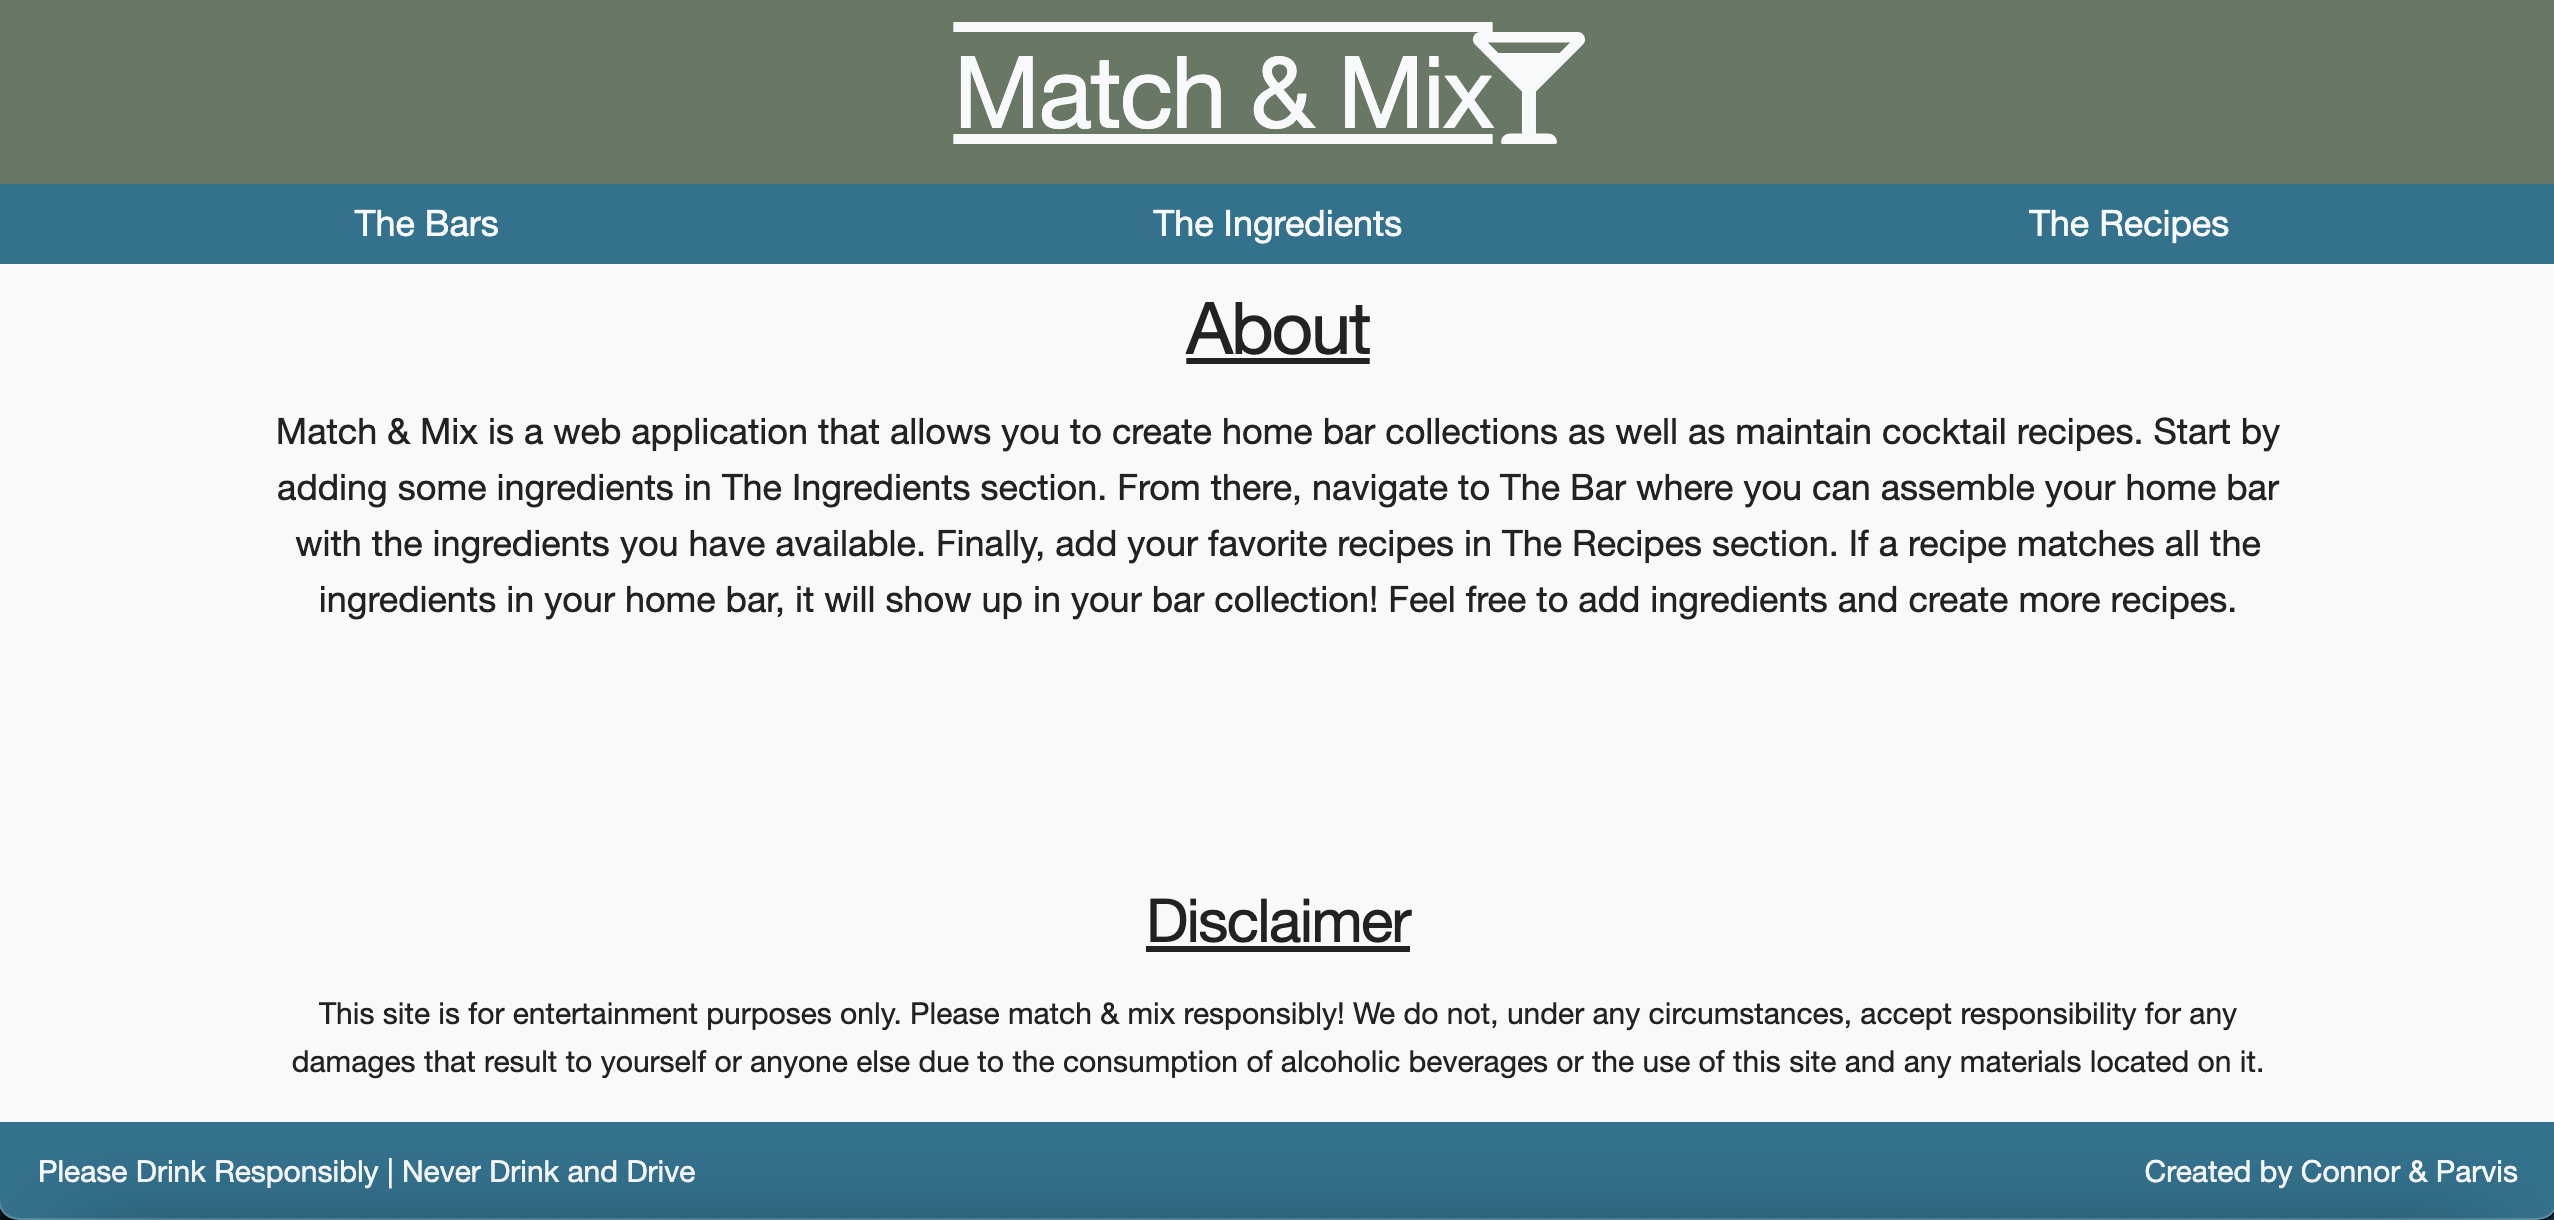 Match & Mix
The Bars
The Ingredients
The Recipes
About
Match & Mix is a web application that allows you to create home bar collections as well as maintain cocktail recipes. Start by
adding some ingredients in The Ingredients section. From there, navigate to The Bar where you can assemble your home bar
with the ingredients you have available. Finally, add your favorite recipes in The Recipes section. If a recipe matches all the
ingredients in your home bar, it will show up in your bar collection! Feel free to add ingredients and create more recipes.
Disclaimer
This site is for entertainment purposes only. Please match & mix responsibly! We do not, under any circumstances, accept responsibility for any
damages that result to yourself or anyone else due to the consumption of alcoholic beverages or the use of this site and any materials located on it.
Please Drink Responsibly | Never Drink and Drive
Created by Connor & Parvis